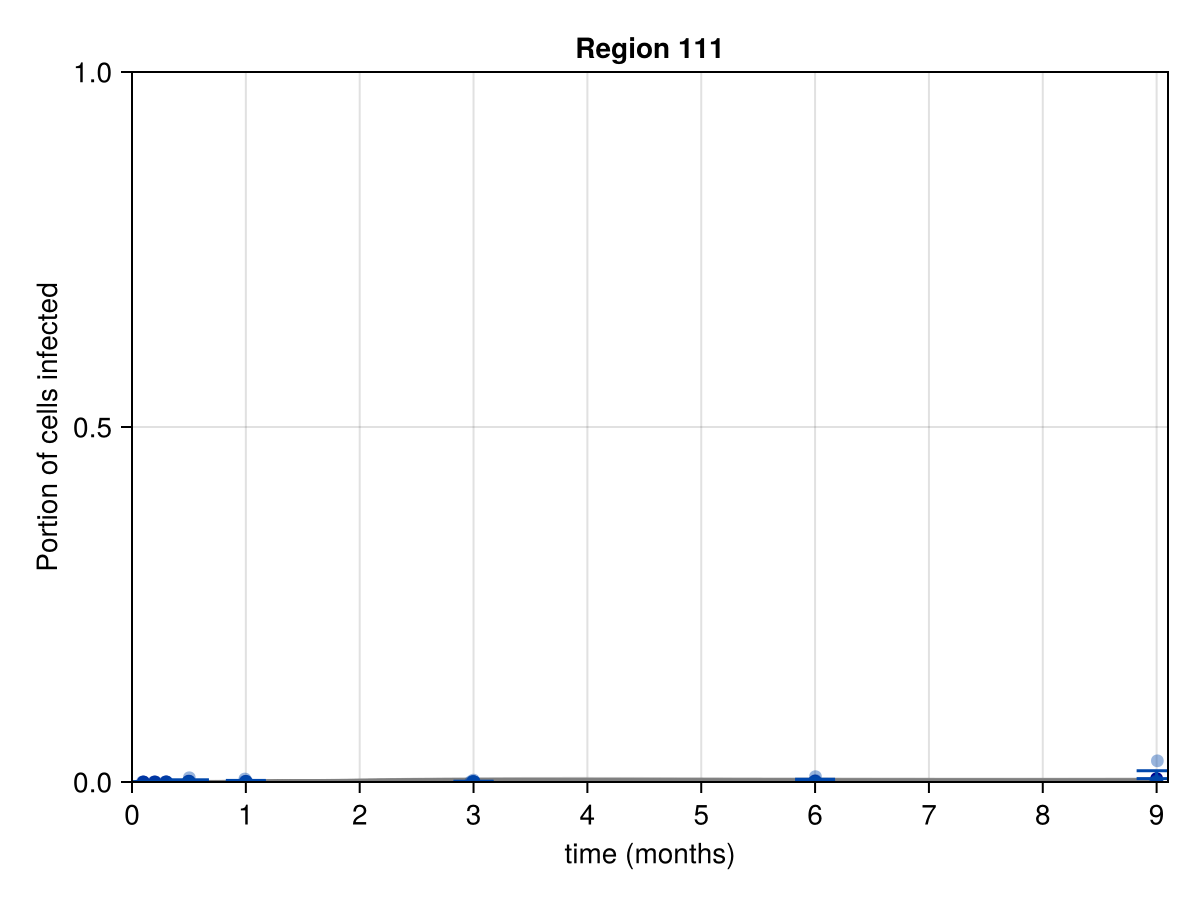 Region 111
1.0
0.5
0.0
Portion of cells infected
0 1 2 3 4 5 6 7 8 9
time (months)